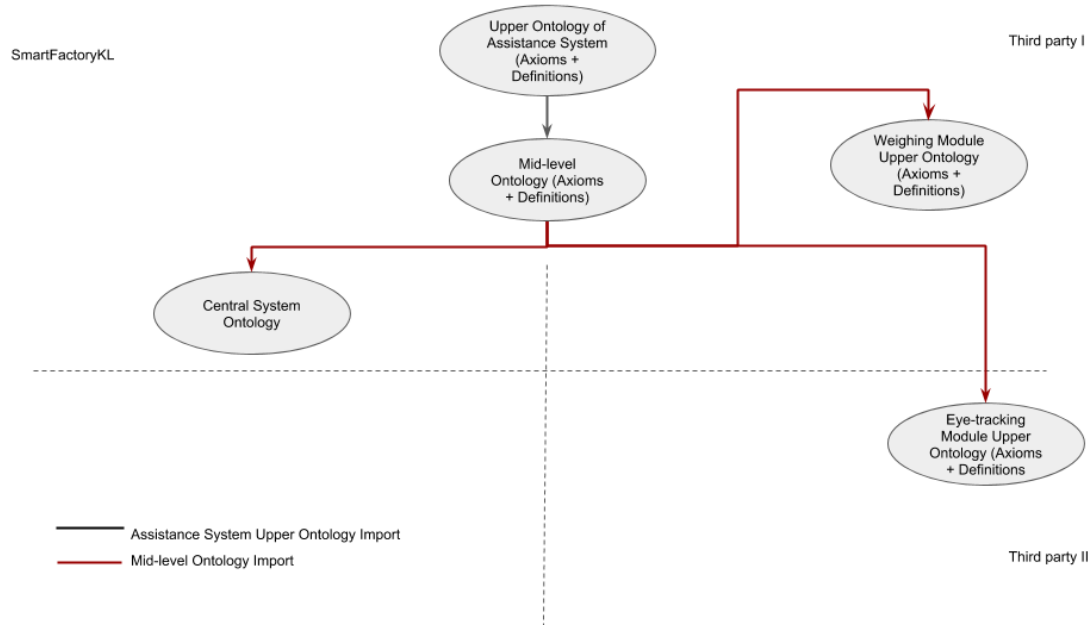 Upper Ontology of
Assistance System
(Axioms +
Definitions)
SmartFactoryKL
Third party I
Weighing Module
Upper Ontology
(Axioms +
Definitions)
Mid-level
Ontology (Axioms
+ Definitions)
Central System
Ontology
Eye-tracking
Module Upper
Ontology (Axioms
+ Definitions
Assistance System Upper Ontology Import
Mid-level Ontology Import
Third party II